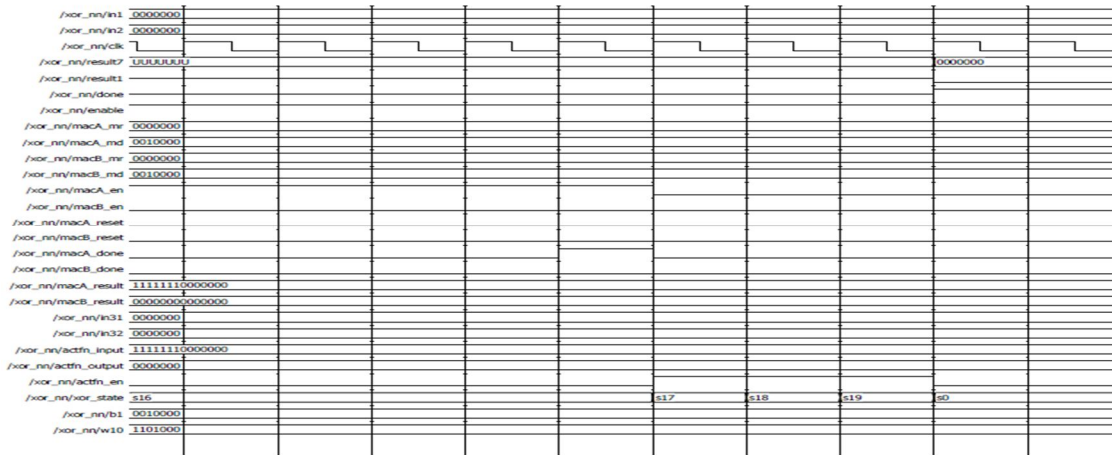 /xor_nn/in1 0000000
/xor_nn/in2 0000000
/xor_nn/clk
/xor_nn/result7 UUUUUUU 0000000
/xor_nn/result1
/xor_nn/done
/xor_nn/enable
/xor_nn/macA_mr 0000000
/xor_nn/macA_md 0010000
/xor_nn/macB_mr 0000000
/xor_nn/macB_md 0010000
/xor_nn/macA_en
/xor_nn/macB_en
/xor_nn/macA_reset
/xor_nn/macB_reset
/xor_nn/macA_done
/xor_nn/macB_done
/xor_nn/macA_result 11111110000000
/xor_nn/macB_result 00000000000000
/xor_nn/in31 0000000
/xor_nn/in32 0000000
/xor_nn/actfn_input 11111110000000
/xor_nn/actfn_output 0000000
/xor_nn/actfn_en
/xor_nn/xor_state s16 s17 s18 s19 s0
/xor_nn/b1 0010000
/xor_nn/w10 1101000